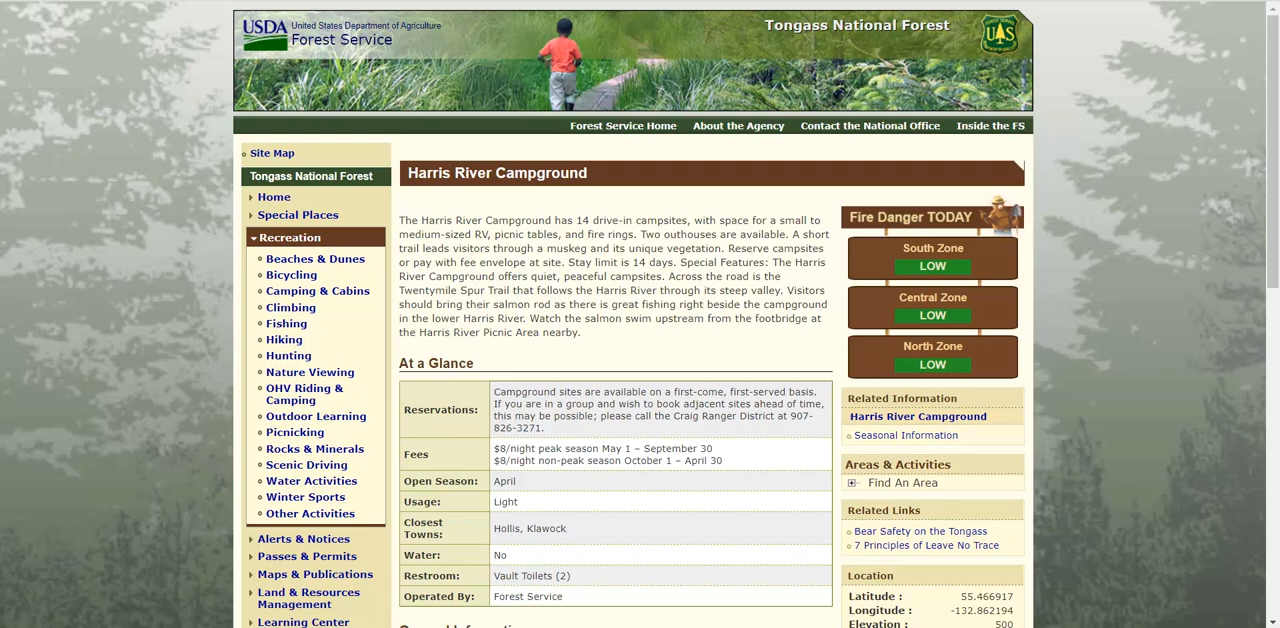 USDA United States Department of Agriculture
Forest Service
Tongass National Forest
FOREST SERVICE
U S
Forest Service Home About the Agency Contact the National Office Inside the FS
Site Map
Tongass National Forest
Home
Special Places
Recreation
Beaches & Dunes
Bicycling
Camping & Cabins
Climbing
Fishing
Hiking
Hunting
Nature Viewing
OHV Riding &
Camping
Outdoor Learning
Picnicking
Rocks & Minerals
Scenic Driving
Water Activities
Winter Sports
Other Activities
Alerts & Notices
Passes & Permits
Maps & Publications
Land & Resources
Management
Learning Center
Harris River Campground
The Harris River Campground has 14 drive-in campsites, with space for a small to
medium-sized RV, picnic tables, and fire rings. Two outhouses are available. A short
trail leads visitors through a muskeg and its unique vegetation. Reserve campsites
or pay with fee envelope at site. Stay limit is 14 days. Special Features: The Harris
River Campground offers quiet, peaceful campsites. Across the road is the
Twentymile Spur Trail that follows the Harris River through its steep valley. Visitors
should bring their salmon rod as there is great fishing right beside the campground
in the lower Harris River. Watch the salmon swim upstream from the footbridge at
the Harris River Picnic Area nearby.
At a Glance
Reservations: Campground sites are available on a first-come, first-served basis.
If you are in a group and wish to book adjacent sites ahead of time,
this may be possible; please call the Craig Ranger District at 907-
826-3271.
Fees $8/night peak season May 1 – September 30
$8/night non-peak season October 1 – April 30
Open Season: April
Usage: Light
Closest
Towns: Hollis, Klawock
Water: No
Restroom: Vault Toilets (2)
Operated By: Forest Service
General Information
Fire Danger TODAY
South Zone
LOW
Central Zone
LOW
North Zone
LOW
Related Information
Harris River Campground
Seasonal Information
Areas & Activities
Find An Area
Related Links
Bear Safety on the Tongass
7 Principles of Leave No Trace
Location
Latitude : 55.466917
Longitude : -132.862194
Elevation : 500